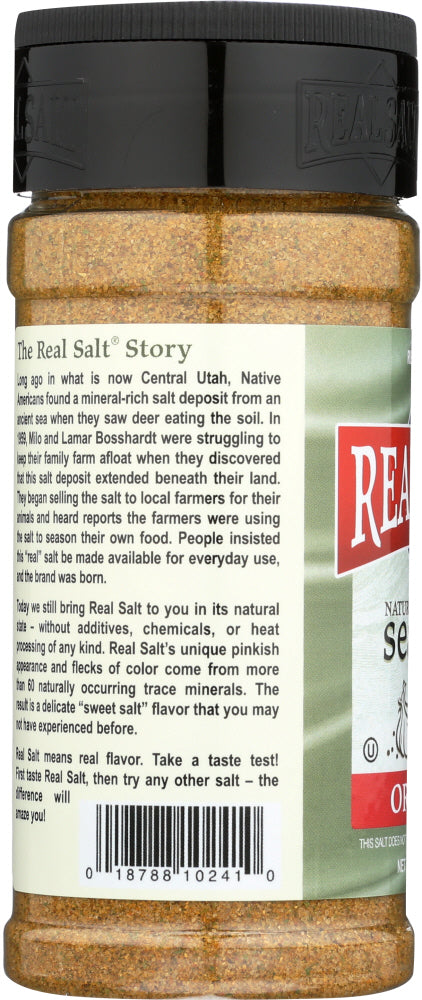 REAL SALT
The Real Salt® Story
Long ago in what is now Central Utah, Native
Americans found a mineral-rich salt deposit from an
ancient sea when they saw deer eating the soil. In
1959, Milo and Lamar Bosshardt were struggling to
keep their family farm afloat when they discovered
that this salt deposit extended beneath their land.
They began selling the salt to local farmers for their
animals and heard reports the farmers were using
the salt to season their own food. People insisted
this “real” salt be made available for everyday use,
and the brand was born.
Today we still bring Real Salt to you in its natural
state – without additives, chemicals, or heat
processing of any kind. Real Salt’s unique pinkish
appearance and flecks of color come from more
than 60 naturally occurring trace minerals. The
result is a delicate “sweet salt” flavor that you may
not have experienced before.
Real Salt means real flavor. Take a taste test!
First taste Real Salt, then try any other salt – the
difference will
amaze you!
0 18788 10241 0
REA
NATUR
se
U
OR
THIS SALT DOES NOT
NE